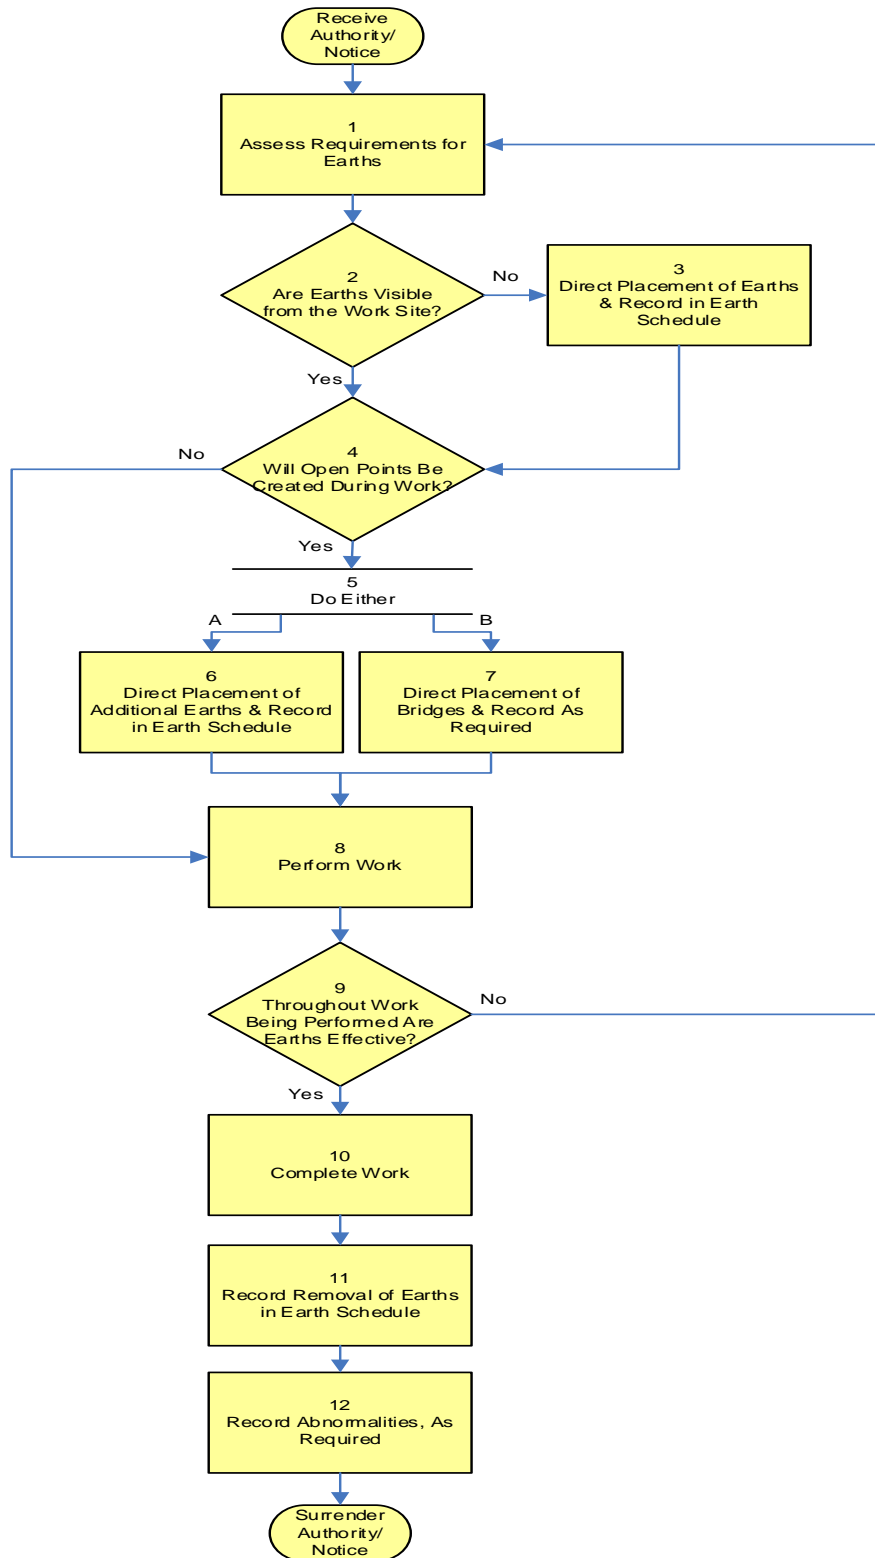 Receive
Authority/
Notice
1
Assess Requirements for
Earths
2
Are Earths Visible
from the Work Site?
No
3
Direct Placement of Earths
& Record in Earth
Schedule
Yes
No
4
Will Open Points Be
Created During Work?
Yes
5
Do Either
A
B
6
Direct Placement of
Additional Earths & Record
in Earth Schedule
7
Direct Placement of
Bridges & Record As
Required
8
Perform Work
9
Throughout Work
Being Performed Are
Earths Effective?
No
Yes
10
Complete Work
11
Record Removal of Earths
in Earth Schedule
12
Record Abnormalities, As
Required
Surrender
Authority/
Notice